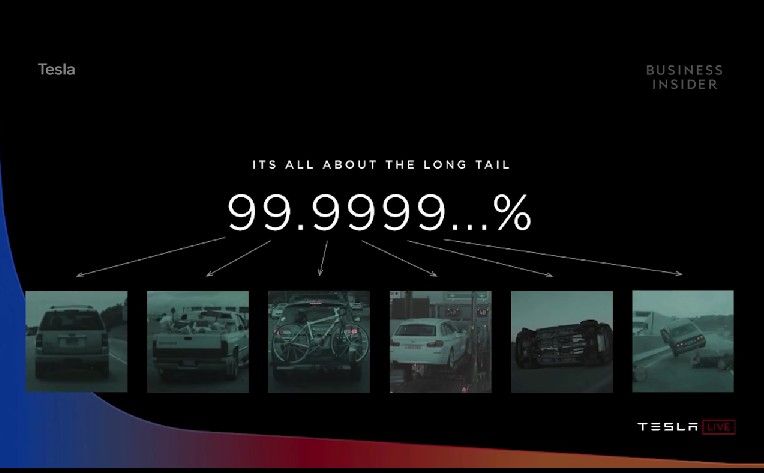 Tesla
BUSINESS
INSIDER
ITS ALL ABOUT THE LONG TAIL
99.9999...%
TESLA LIVE